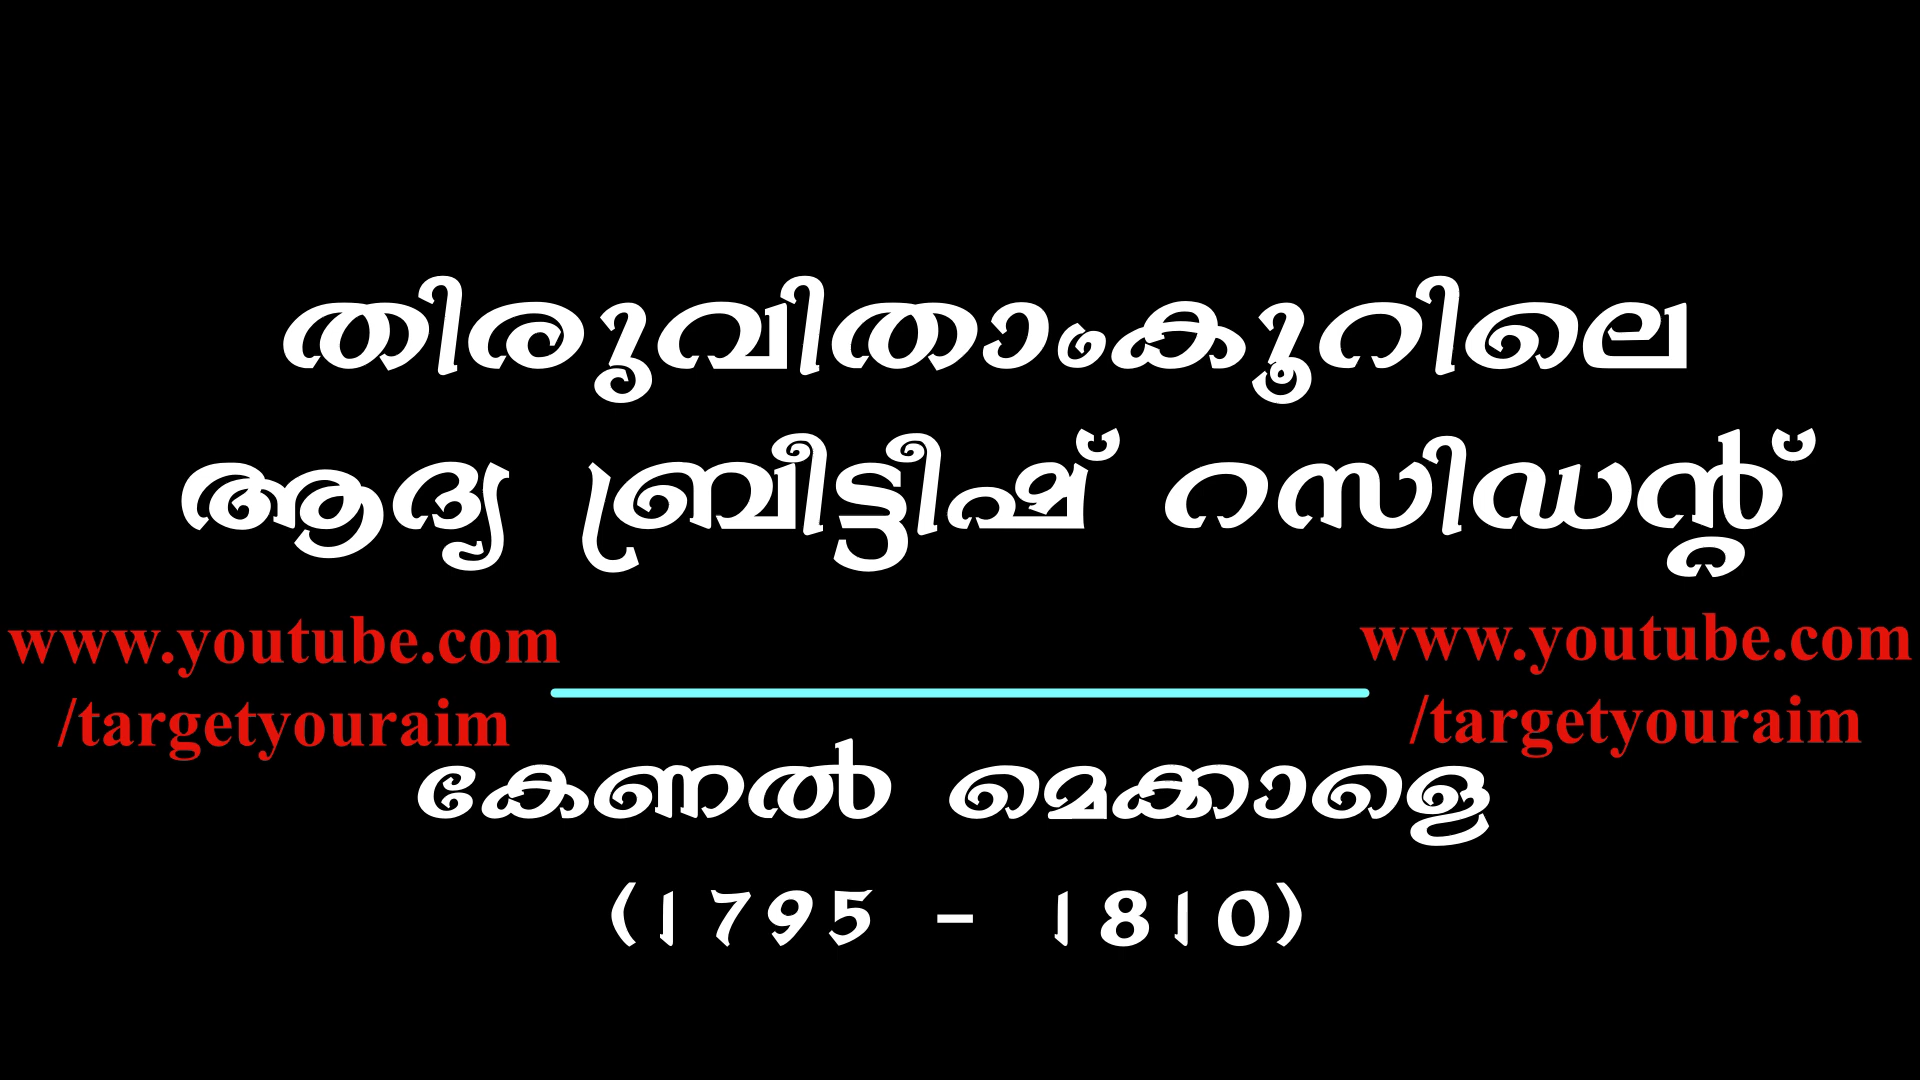 തിരുവിതാംകൂറിലെ
ആദ്യ ബ്രീട്ടീഷ് റസിഡന്റ്
www.youtube.com
/targetyouraim
www.youtube.com
/targetyouraim
കേണൽ മെക്കാളെ
(1795 - 1810)